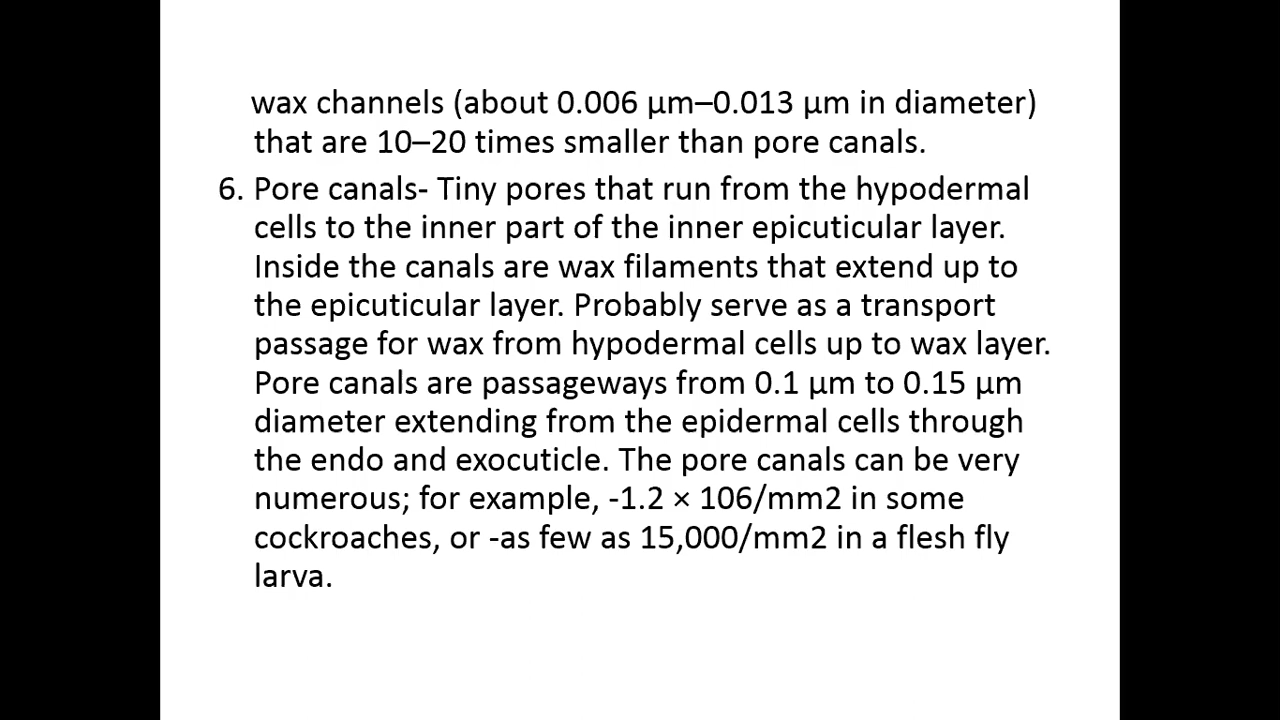 wax channels (about 0.006 μm–0.013 μm in diameter)
that are 10–20 times smaller than pore canals.
6. Pore canals- Tiny pores that run from the hypodermal
cells to the inner part of the inner epicuticular layer.
Inside the canals are wax filaments that extend up to
the epicuticular layer. Probably serve as a transport
passage for wax from hypodermal cells up to wax layer.
Pore canals are passageways from 0.1 μm to 0.15 μm
diameter extending from the epidermal cells through
the endo and exocuticle. The pore canals can be very
numerous; for example, -1.2 × 106/mm2 in some
cockroaches, or -as few as 15,000/mm2 in a flesh fly
larva.